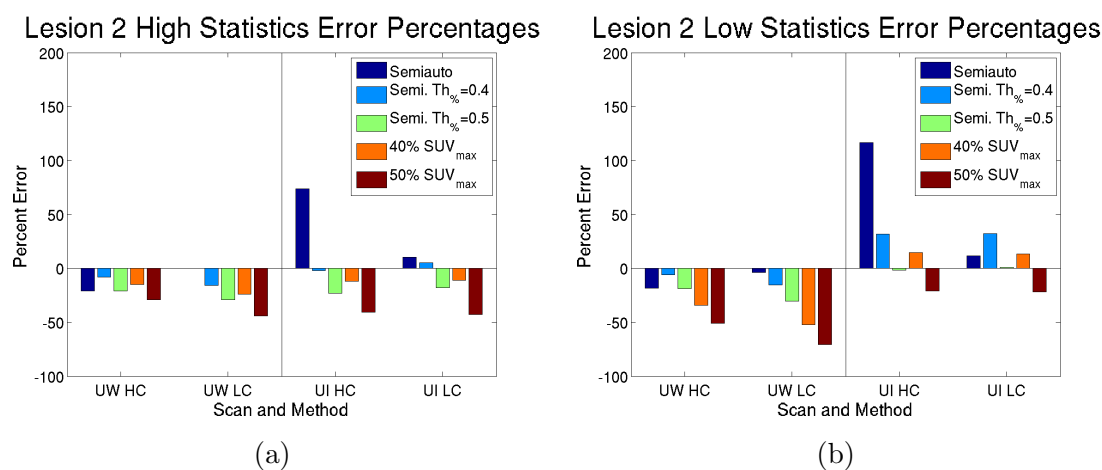 Lesion 2 High Statistics Error Percentages
200
150
100
50
0
-50
-100
Percent Error
Semiauto
Semi. Th%=0.4
Semi. Th%=0.5
40% SUVmax
50% SUVmax
UW HC
UW LC
UI HC
UI LC
Scan and Method
(a)
Lesion 2 Low Statistics Error Percentages
200
150
100
50
0
-50
-100
Percent Error
Semiauto
Semi. Th%=0.4
Semi. Th%=0.5
40% SUVmax
50% SUVmax
UW HC
UW LC
UI HC
UI LC
Scan and Method
(b)